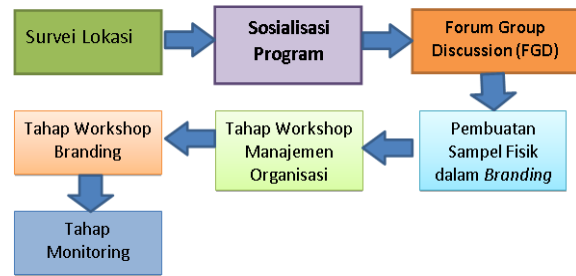 Survei Lokasi
Sosialisasi
Program
Forum Group
Discussion (FGD)
Pembuatan
Sampel Fisik
dalam Branding
Tahap Workshop
Manajemen
Organisasi
Tahap Workshop
Branding
Tahap
Monitoring